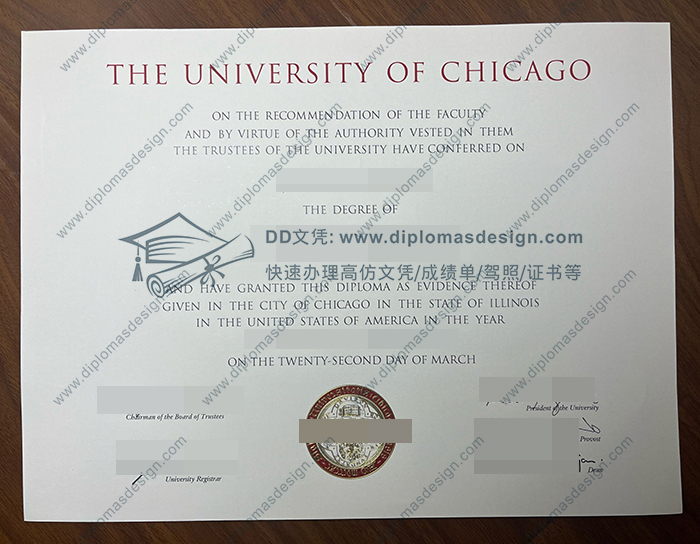 THE UNIVERSITY OF CHICAGO
ON THE RECOMMENDATION OF THE FACULTY
AND BY VIRTUE OF THE AUTHORITY VESTED IN THEM
THE TRUSTEES OF THE UNIVERSITY HAVE CONFERRED ON
THE DEGREE OF
DD文凭: www.diplomasdesign.com
快速办理高仿文凭/成绩单/驾照/证书等
AND HAVE GRANTED THIS DIPLOMA AS EVIDENCE THEREOF
GIVEN IN THE CITY OF CHICAGO IN THE STATE OF ILLINOIS
IN THE UNITED STATES OF AMERICA IN THE YEAR
ON THE TWENTY-SECOND DAY OF MARCH
Chairman of the Board of Trustees
President of the University
Provost
University Registrar
Dean
www.diplomasdesign.com